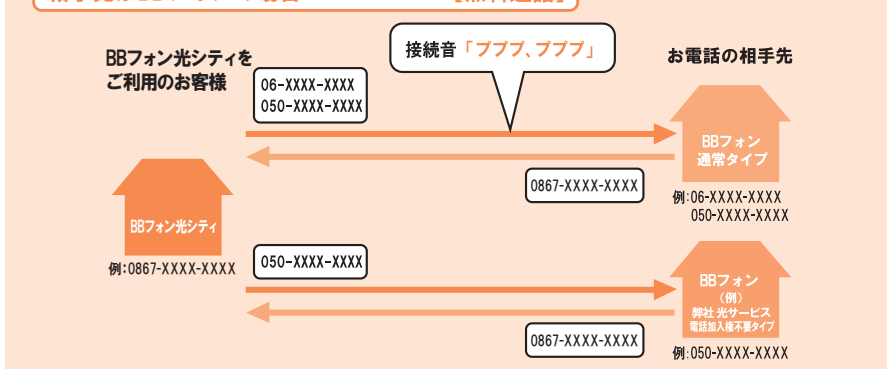 BBフォン光シティを
ご利用のお客様
06-XXXX-XXXX
050-XXXX-XXXX
接続音「プププ、プププ」
お電話の相手先
BBフォン
通常タイプ
0867-XXXX-XXXX
例:06-XXXX-XXXX
050-XXXX-XXXX
BBフォン光シティ
例:0867-XXXX-XXXX
050-XXXX-XXXX
BBフォン
(例)
弊社 光サービス
電話加入権不要タイプ
0867-XXXX-XXXX
例:050-XXXX-XXXX